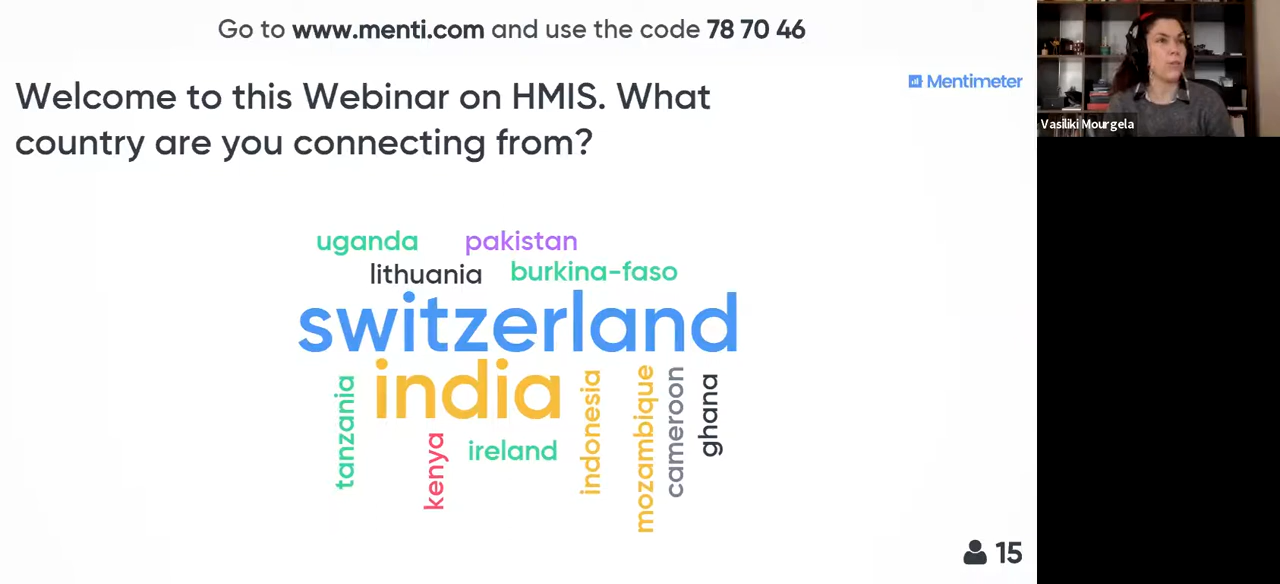 Go to www.menti.com and use the code 78 70 46
Mentimeter
Welcome to this Webinar on HMIS. What
country are you connecting from?
Vasiliki Mourgela
uganda
pakistan
lithuania
burkina-faso
switzerland
india
tanzania
kenya
ireland
indonesia
mozambique
cameroon
ghana
15